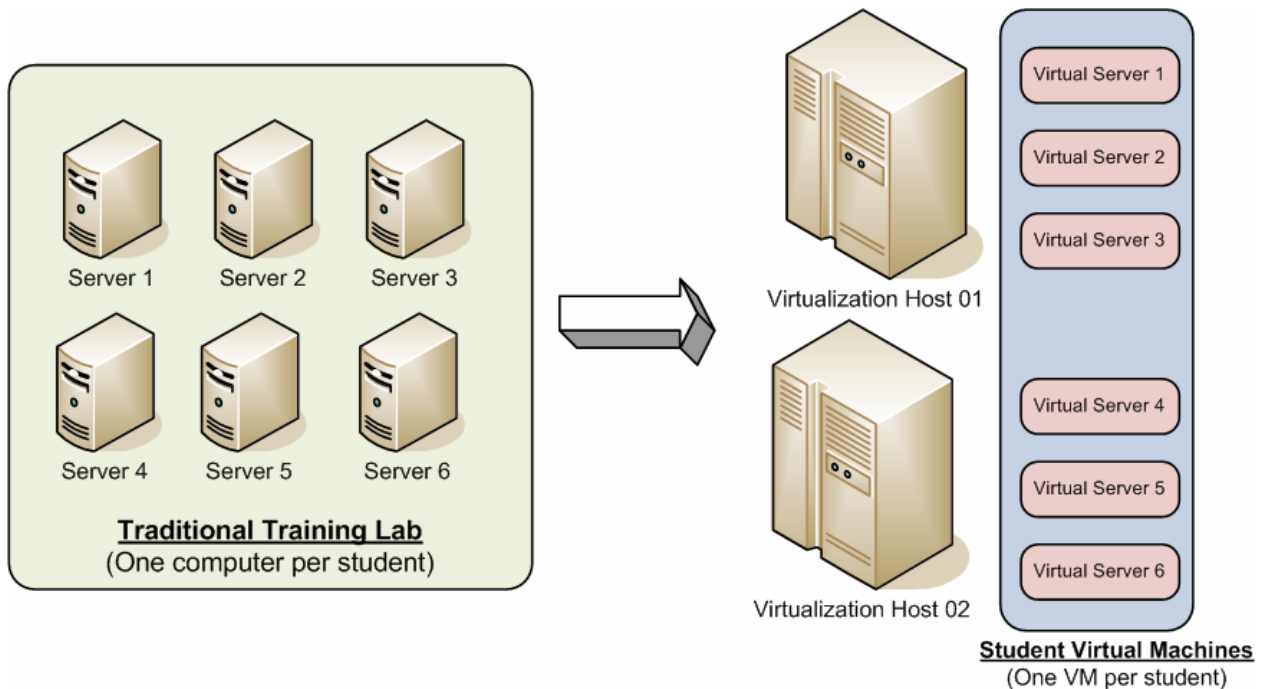 Server 1
Server 2
Server 3
Server 4
Server 5
Server 6
Traditional Training Lab
(One computer per student)
Virtualization Host 01
Virtualization Host 02
Virtual Server 1
Virtual Server 2
Virtual Server 3
Virtual Server 4
Virtual Server 5
Virtual Server 6
Student Virtual Machines
(One VM per student)